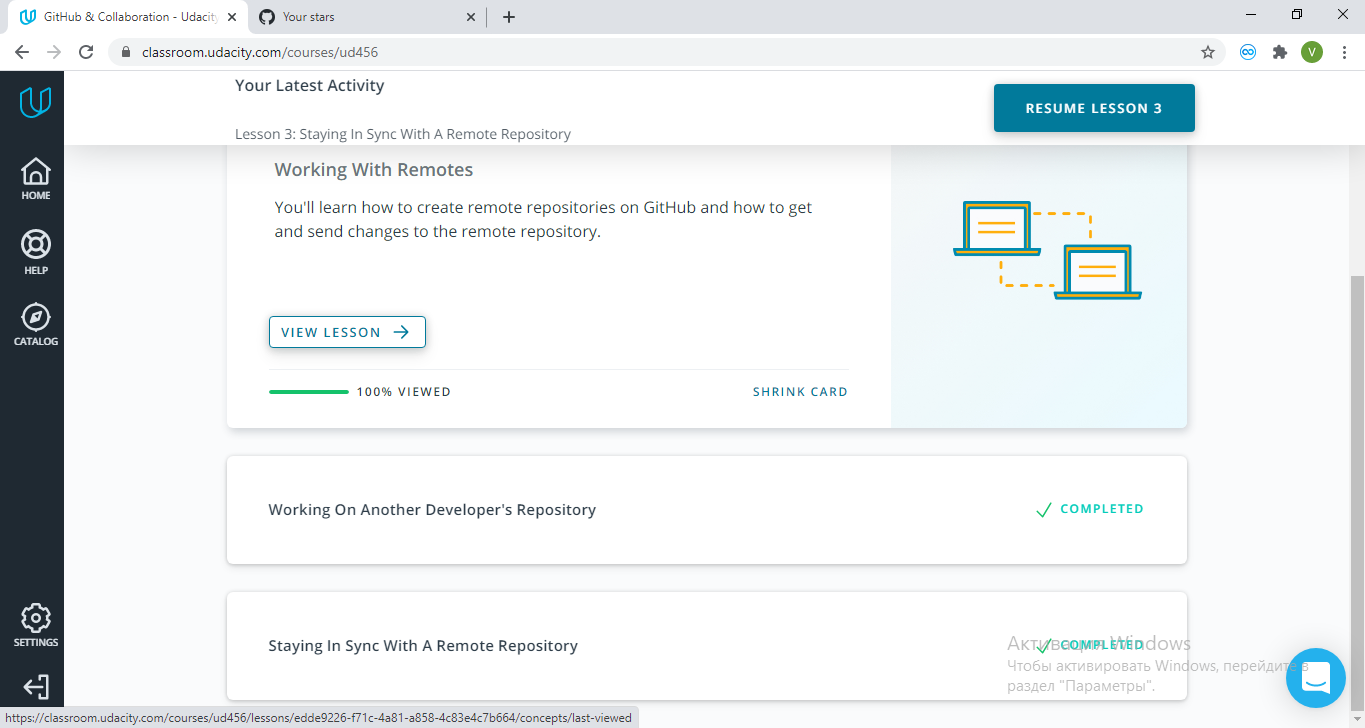 GitHub & Collaboration - Udacity
Your stars
classroom.udacity.com/courses/ud456
V
Your Latest Activity
Lesson 3: Staying In Sync With A Remote Repository
RESUME LESSON 3
HOME
HELP
CATALOG
SETTINGS
Working With Remotes
You'll learn how to create remote repositories on GitHub and how to get
and send changes to the remote repository.
VIEW LESSON
100% VIEWED
SHRINK CARD
Working On Another Developer's Repository
COMPLETED
Staying In Sync With A Remote Repository
COMPLETED
Активация Windows
Чтобы активировать Windows, перейдите в
раздел "Параметры".
https://classroom.udacity.com/courses/ud456/lessons/edde9226-f71c-4a81-a858-4c83e4c7b664/concepts/last-viewed